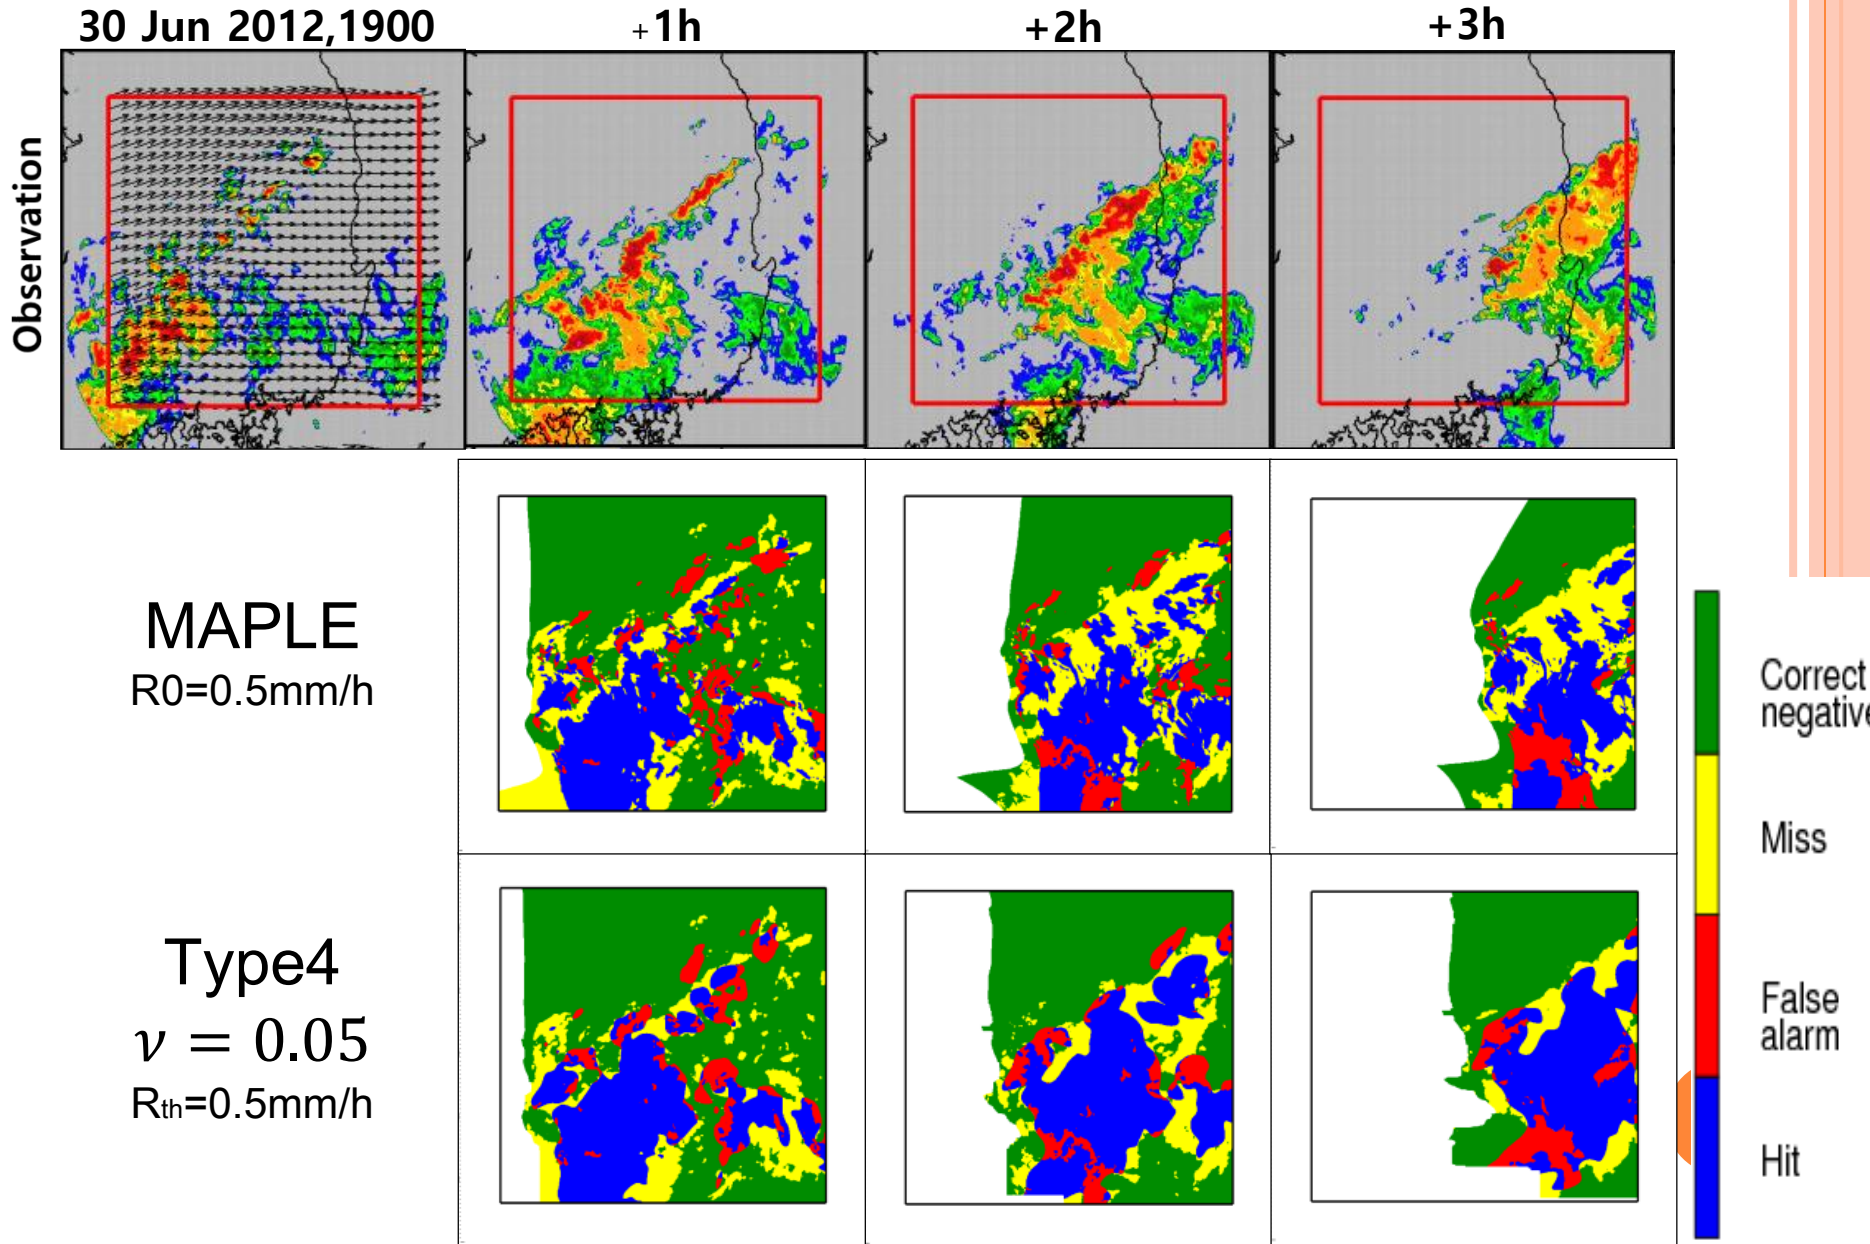 30 Jun 2012,1900
+1h
+2h
+3h
Observation
MAPLE
R0=0.5mm/h
Type4
𝜈 = 0.05
Rth=0.5mm/h
Correct
negative
Miss
False
alarm
Hit